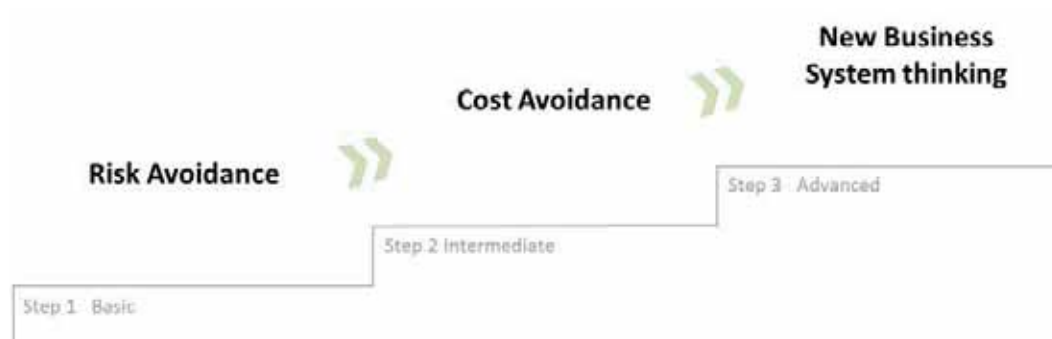 New Business
System thinking
Cost Avoidance
Risk Avoidance
Step 3 Advanced
Step 2 Intermediate
Step 1 Basic